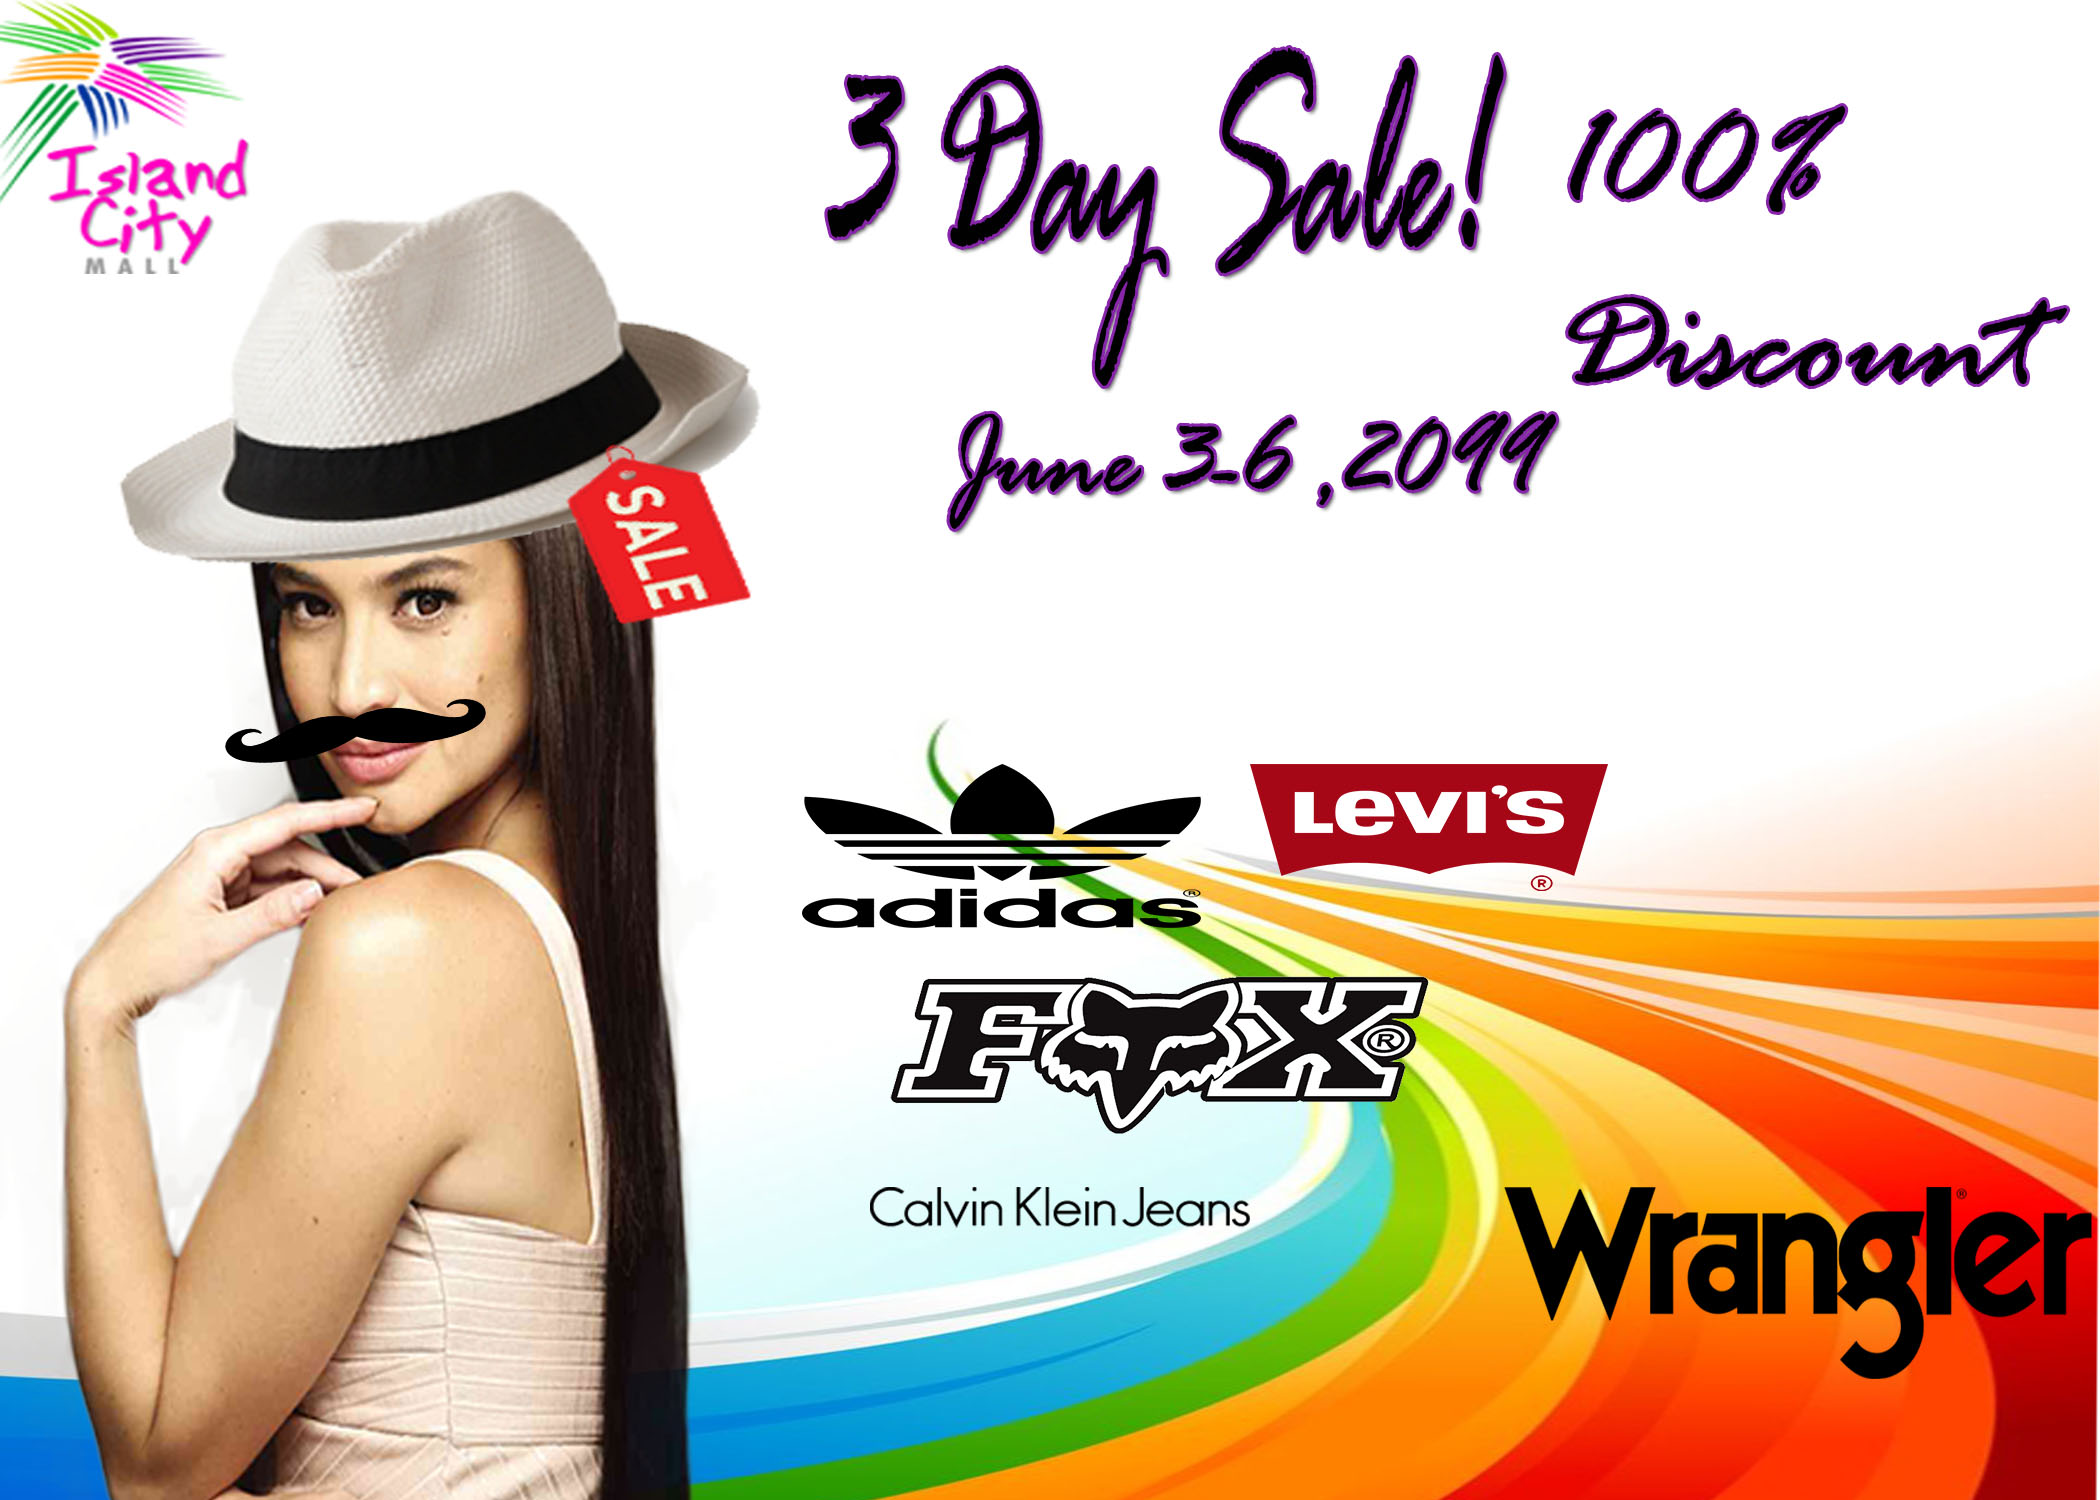 Island
City
MALL
3 Day Sale! 100%
Discount
June 3-6 ,2099
SALE
adidas®
LEVI'S
®
FOX®
Calvin Klein Jeans
Wrangler®